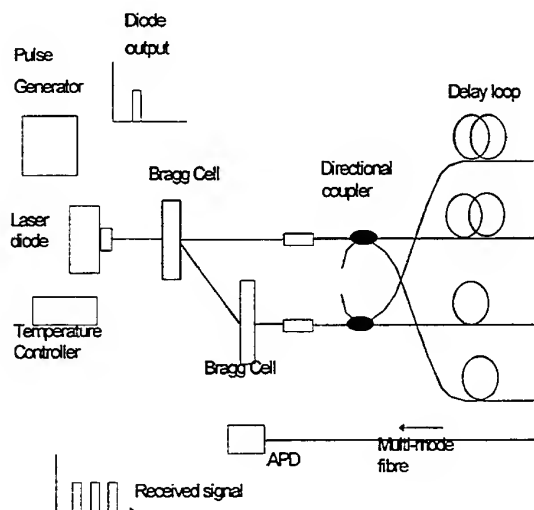 Diode
output
Pulse
Generator
Delay loop
Directional
coupler
Bragg Cell
Laser
diode
Temperature
Controller
Bragg Cell
APD
Multi-mode
fibre
Received signal